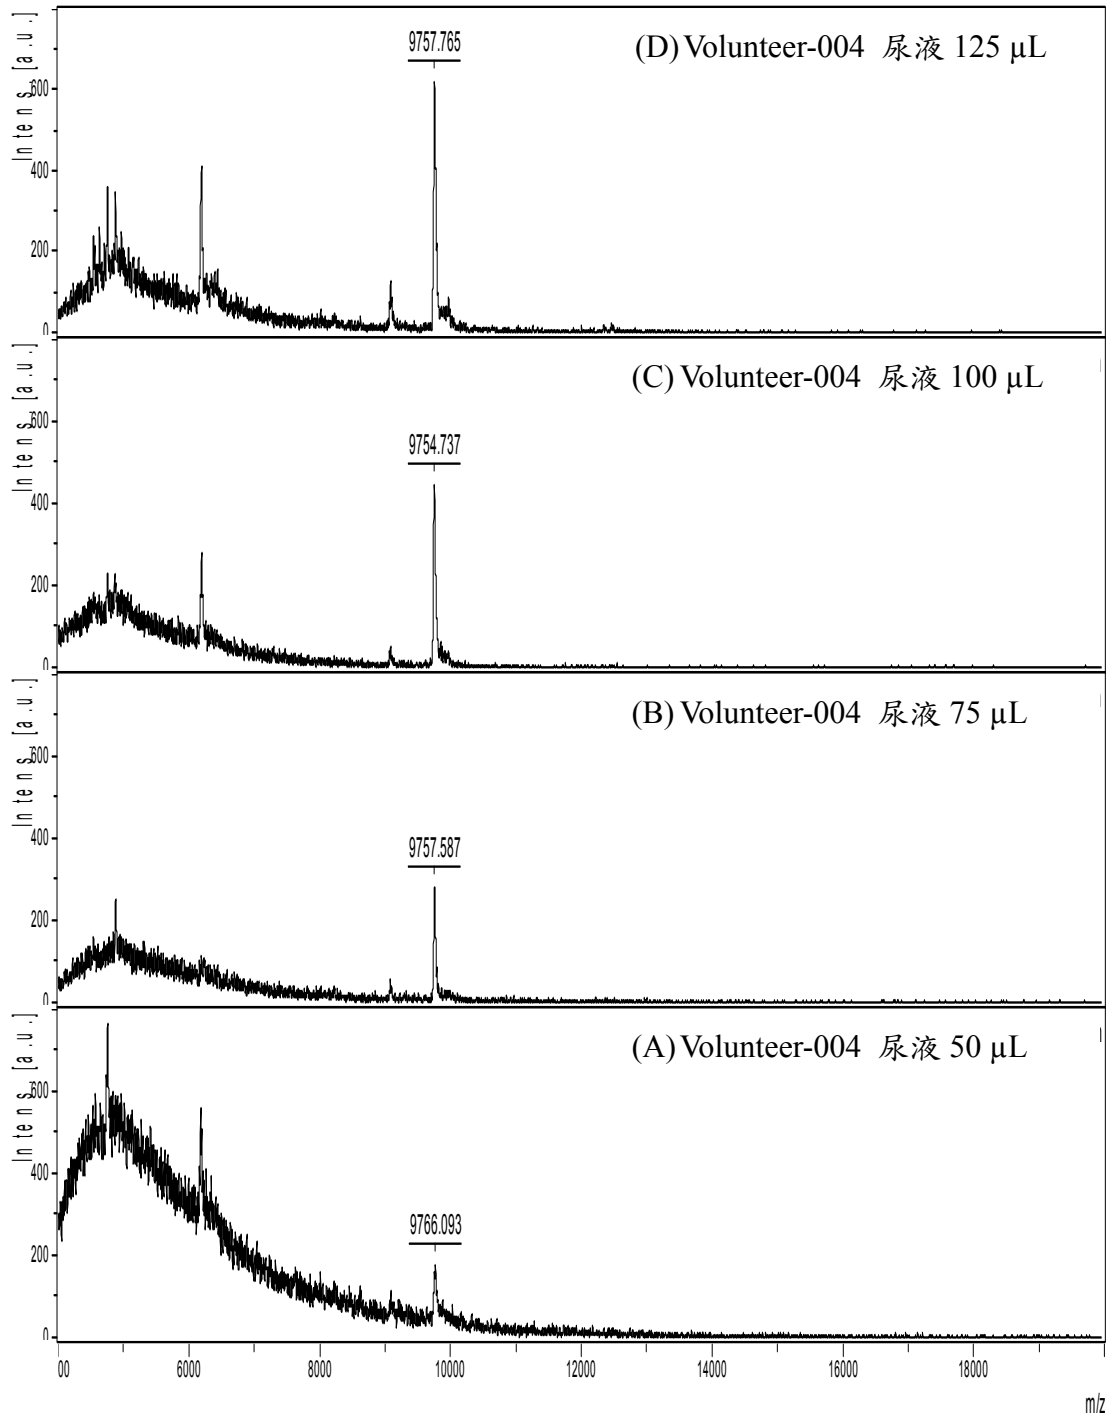 9757.765
(D) Volunteer-004 尿液 125 µL
Intens. [a.u.]
600
400
200
0
(C) Volunteer-004 尿液 100 µL
9754.737
Intens. [a.u.]
600
400
200
0
(B) Volunteer-004 尿液 75 µL
9757.587
Intens. [a.u.]
600
400
200
0
(A) Volunteer-004 尿液 50 µL
9766.093
Intens. [a.u.]
600
400
200
0
00 6000 8000 10000 12000 14000 16000 18000
m/z